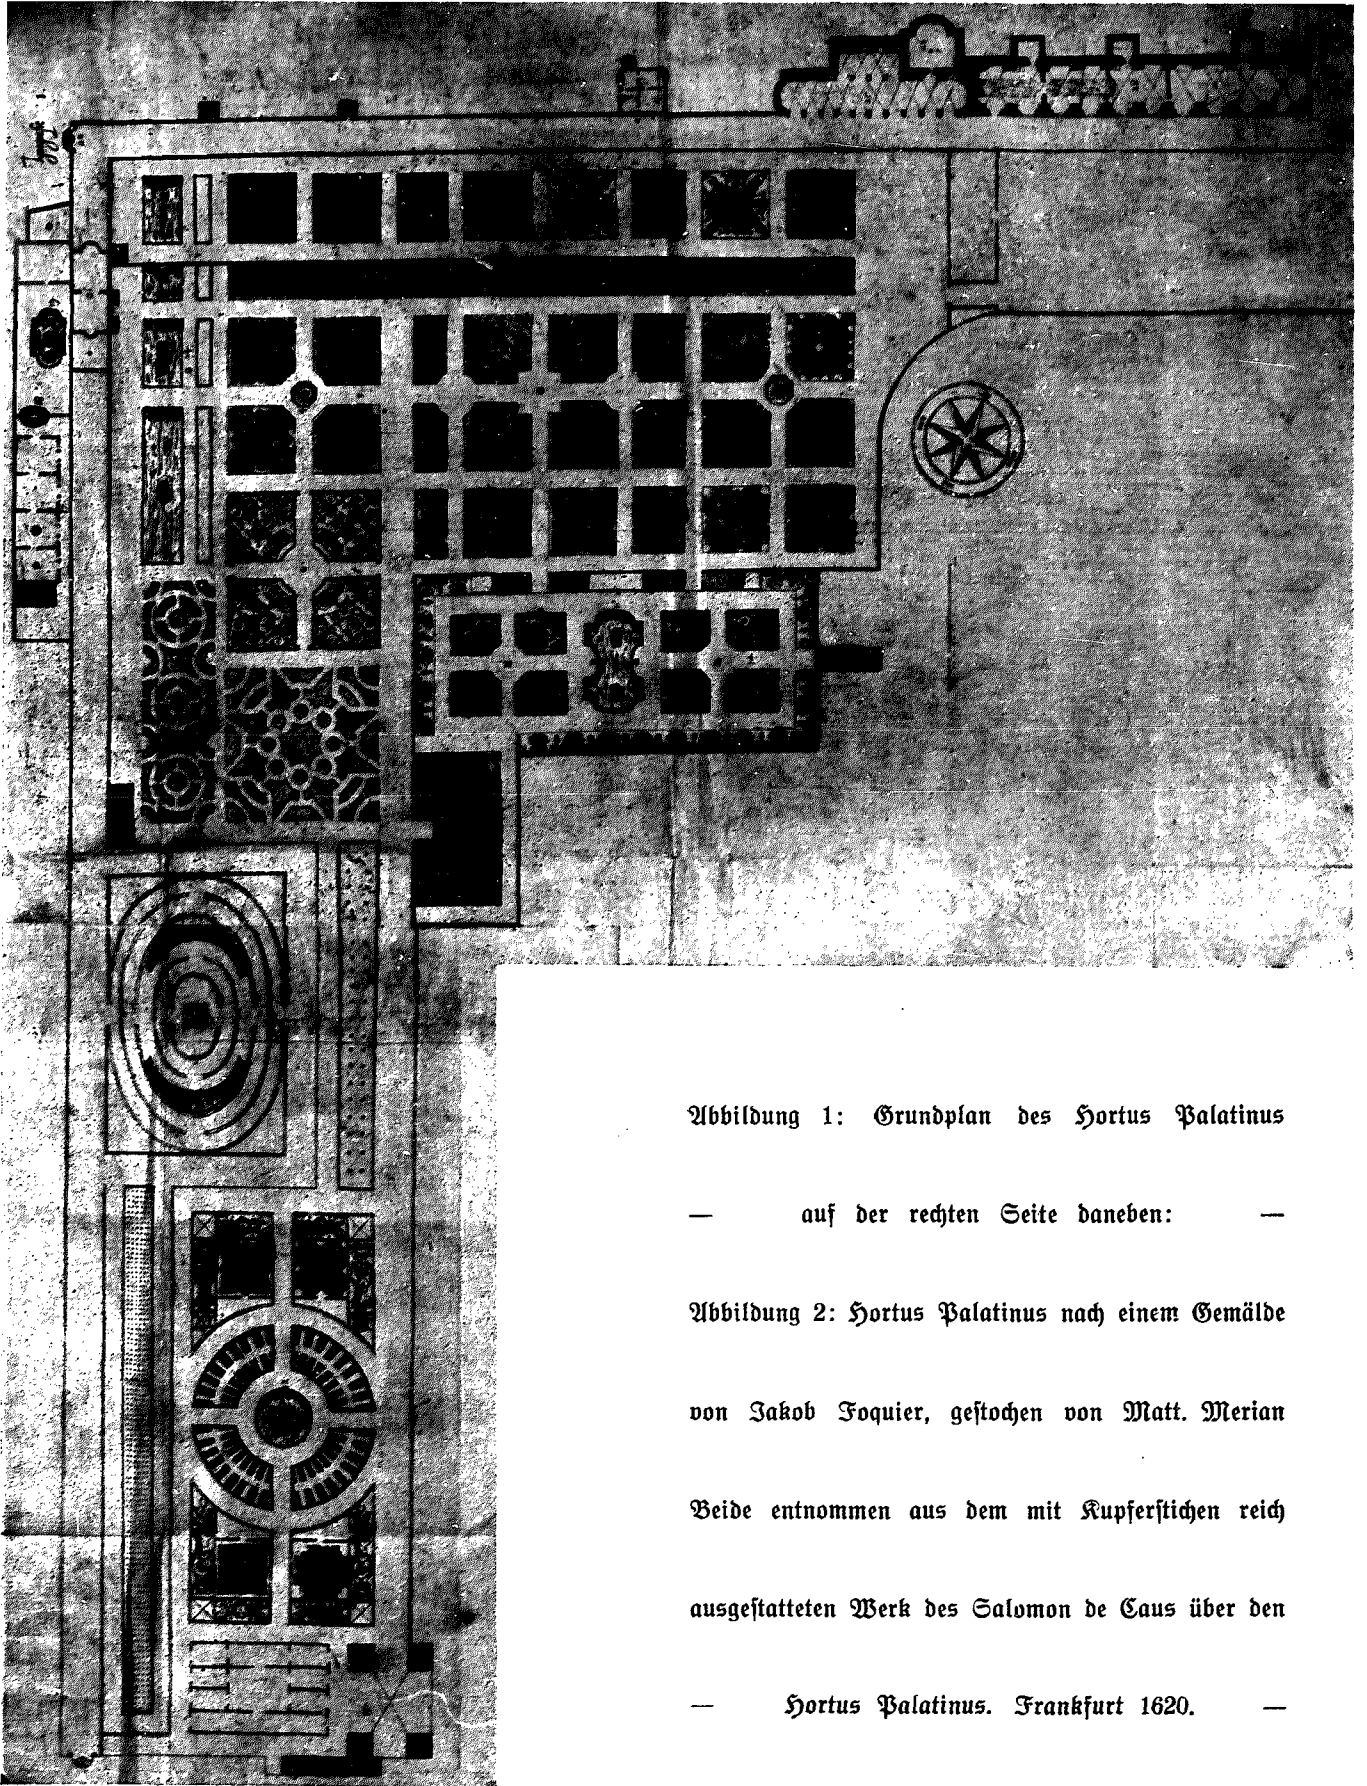 Abbildung 1: Grundplan des Hortus Palatinus
— auf der rechten Seite daneben: —
Abbildung 2: Hortus Palatinus nach einem Gemälde
von Jakob Foquier, gestochen von Matt. Merian
Beide entnommen aus dem mit Kupferstichen reich
ausgestatteten Werk des Salomon de Caus über den
— Hortus Palatinus. Frankfurt 1620. —